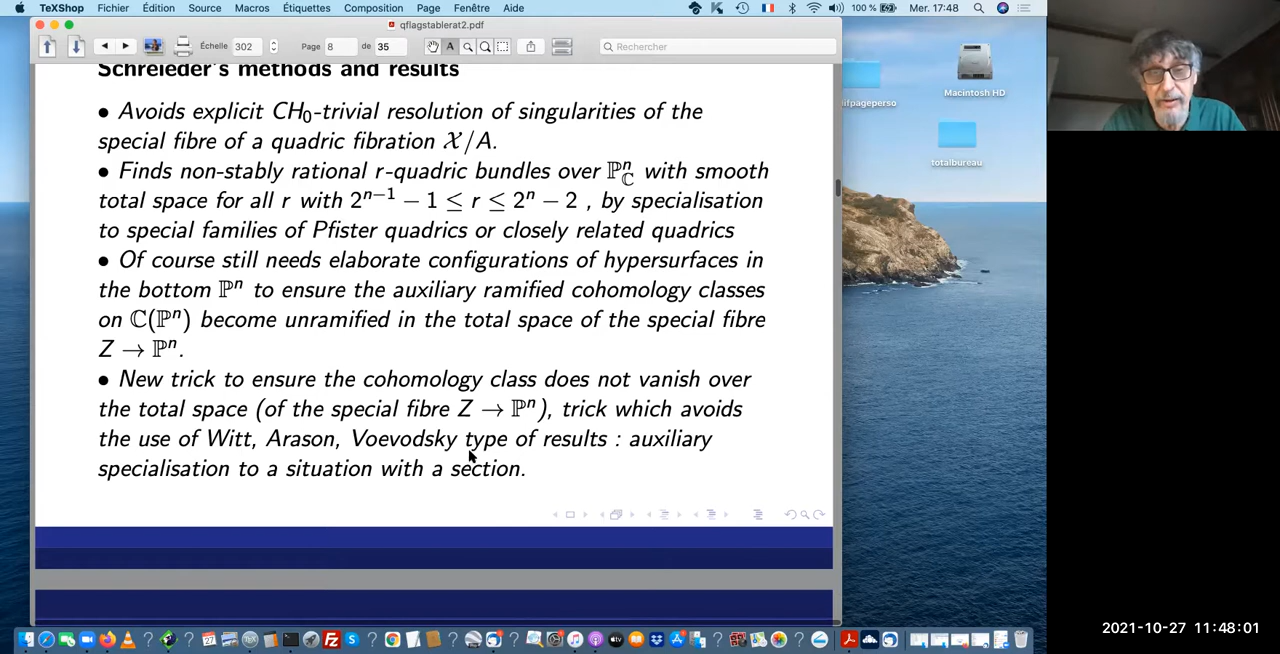 TeXShop Fichier Édition Source Macros Étiquettes Composition Page Fenêtre Aide 100 % Mer. 17:48
qflagstablerat2.pdf
Échelle 302 Page 8 de 35 Rechercher
Schreieder's methods and results
• Avoids explicit CH₀-trivial resolution of singularities of the
special fibre of a quadric fibration 𝒳/A.
• Finds non-stably rational r-quadric bundles over ℙⁿ_ℂ with smooth
total space for all r with 2ⁿ⁻¹ − 1 ≤ r ≤ 2ⁿ − 2 , by specialisation
to special families of Pfister quadrics or closely related quadrics
• Of course still needs elaborate configurations of hypersurfaces in
the bottom ℙⁿ to ensure the auxiliary ramified cohomology classes
on ℂ(ℙⁿ) become unramified in the total space of the special fibre
Z → ℙⁿ.
• New trick to ensure the cohomology class does not vanish over
the total space (of the special fibre Z → ℙⁿ), trick which avoids
the use of Witt, Arason, Voevodsky type of results : auxiliary
specialisation to a situation with a section.
ifpageperso
Macintosh HD
totalbureau
2021-10-27 11:48:01